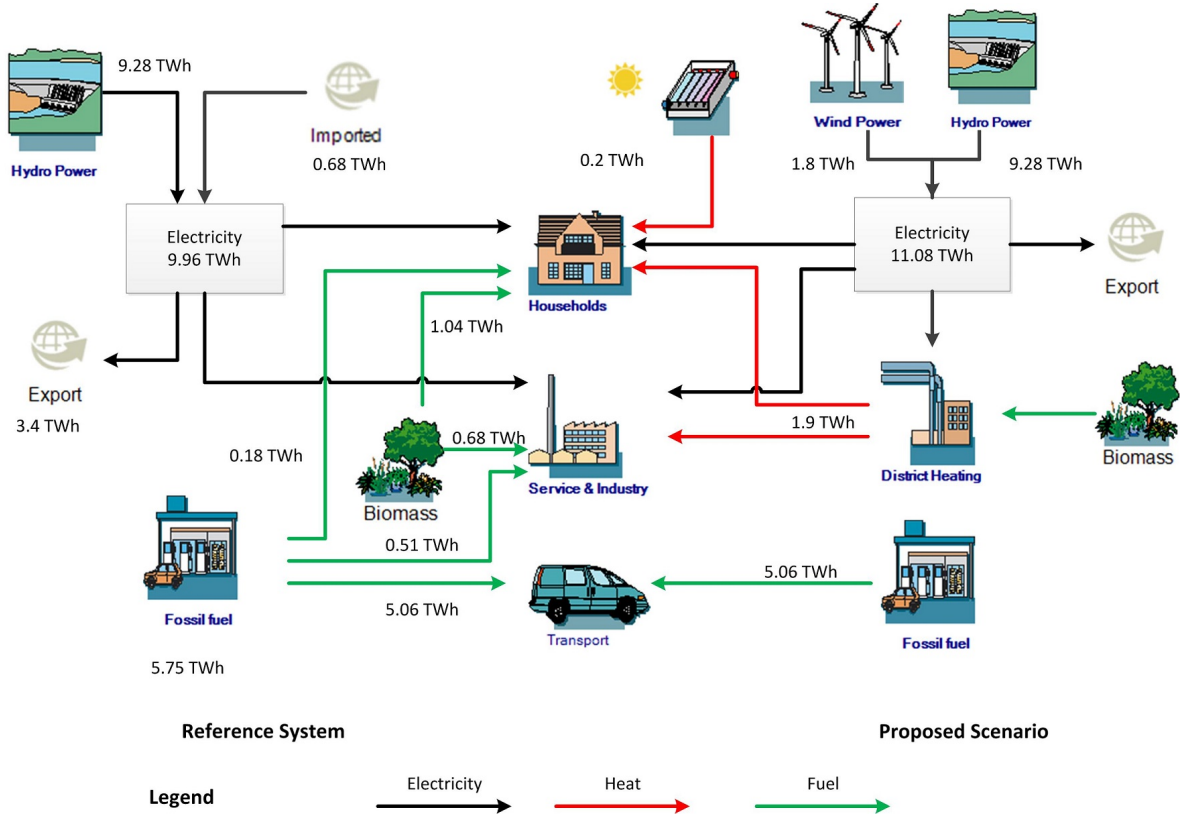 9.28 TWh
Hydro Power
Imported
0.68 TWh
Electricity
9.96 TWh
Export
3.4 TWh
0.2 TWh
Wind Power
1.8 TWh
Hydro Power
9.28 TWh
Electricity
11.08 TWh
Export
Households
1.04 TWh
0.18 TWh
0.68 TWh
Biomass
Service & Industry
1.9 TWh
District Heating
Biomass
0.51 TWh
5.06 TWh
Fossil fuel
5.75 TWh
Transport
5.06 TWh
Fossil fuel
Reference System
Proposed Scenario
Legend
Electricity
Heat
Fuel